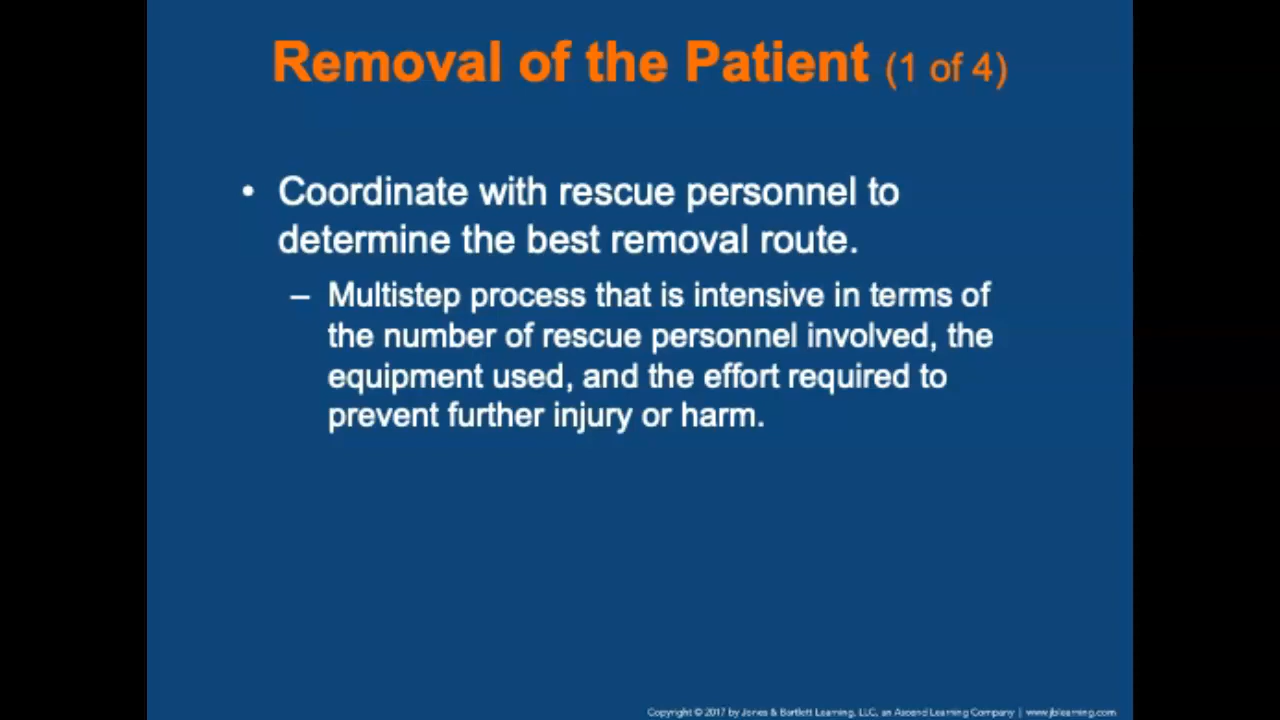 Removal of the Patient (1 of 4)
• Coordinate with rescue personnel to
determine the best removal route.
– Multistep process that is intensive in terms of
the number of rescue personnel involved, the
equipment used, and the effort required to
prevent further injury or harm.
Copyright © 2017 by Jones & Bartlett Learning, LLC, an Ascend Learning Company | www.jblearning.com